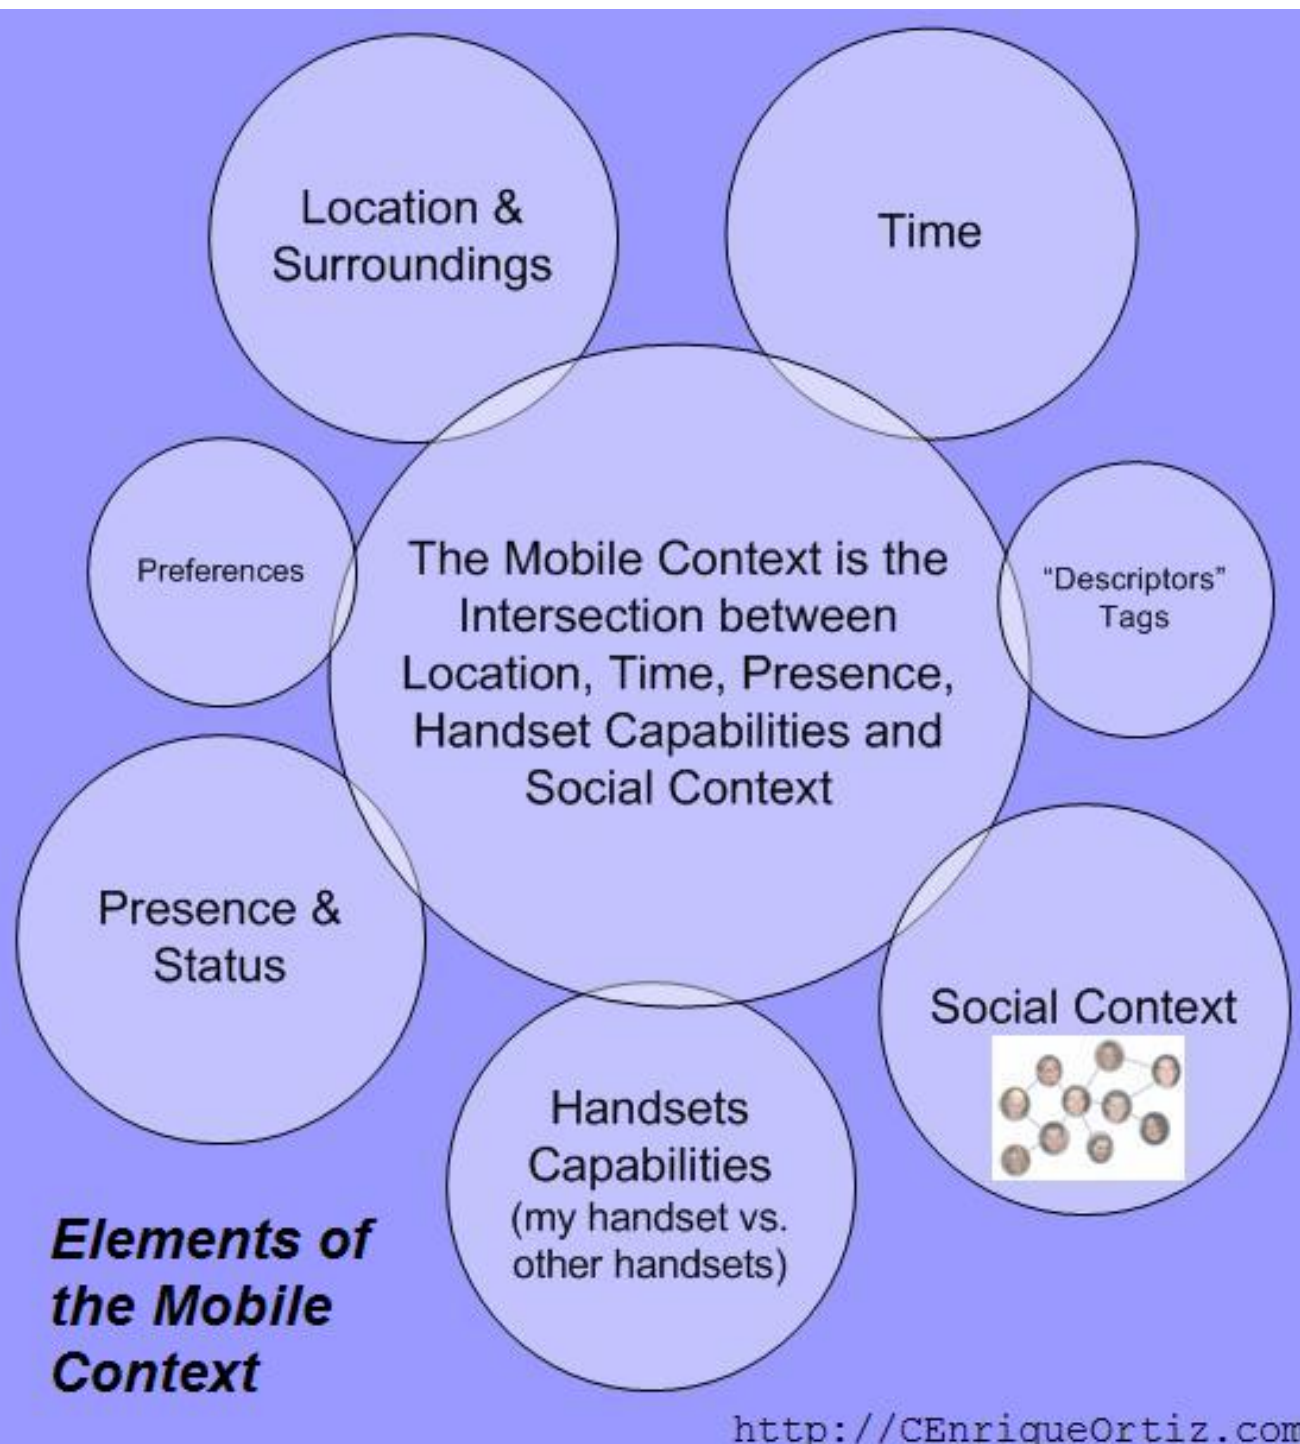 Location &
Surroundings
Time
Preferences
The Mobile Context is the
Intersection between
Location, Time, Presence,
Handset Capabilities and
Social Context
“Descriptors”
Tags
Presence &
Status
Social Context
Handsets
Capabilities
(my handset vs.
other handsets)
Elements of
the Mobile
Context
http://CEnriqueOrtiz.com